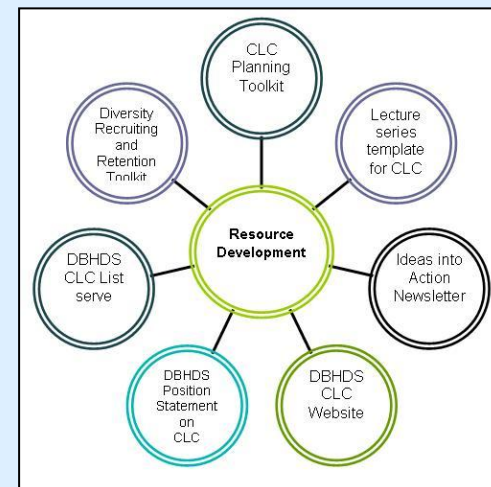 CLC
Planning
Toolkit
Lecture
series
template
for CLC
Ideas into
Action
Newsletter
DBHDS
CLC
Website
DBHDS
Position
Statement
on
CLC
DBHDS
CLC List
serve
Diversity
Recruiting
and
Retention
Toolkit
Resource
Development